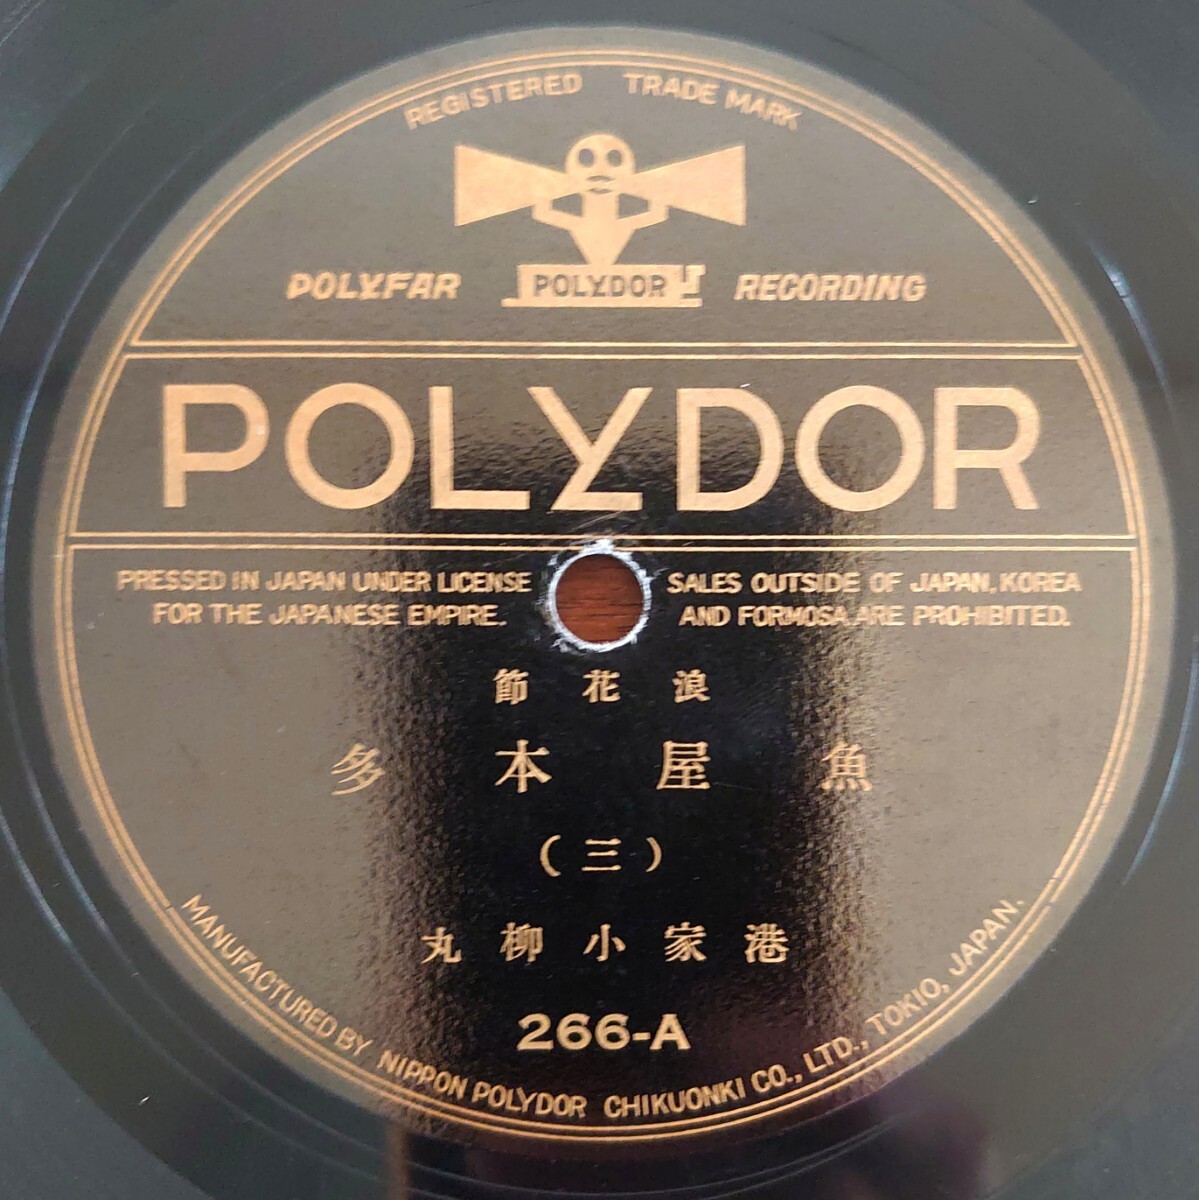 REGISTERED TRADE MARK
POLYFAR POLYDOR RECORDING
POLYDOR
PRESSED IN JAPAN UNDER LICENSE
FOR THE JAPANESE EMPIRE.
SALES OUTSIDE OF JAPAN, KOREA
AND FORMOSA ARE PROHIBITED.
節花浪
多本屋魚
(三)
丸柳小家港
266-A
MANUFACTURED BY NIPPON POLYDOR CHIKUONKI CO., LTD., TOKIO, JAPAN.